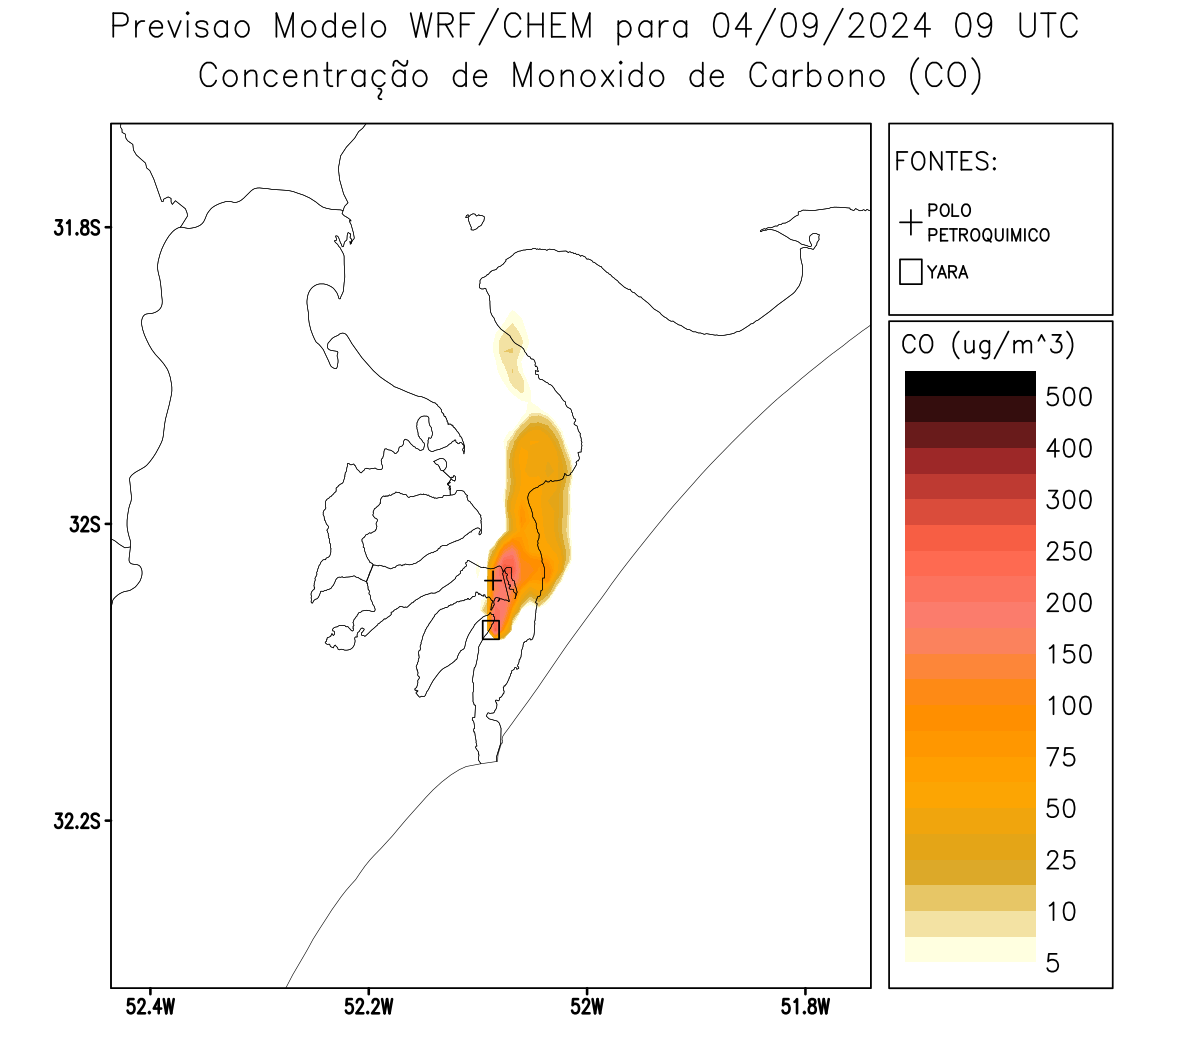 Previsao Modelo WRF/CHEM para 04/09/2024 09 UTC
Concentração de Monoxido de Carbono (CO)
FONTES:
POLO
PETROQUIMICO
YARA
CO (ug/m^3)
500
400
300
250
200
150
100
75
50
25
10
5
31.8S
32S
32.2S
52.4W
52.2W
52W
51.8W